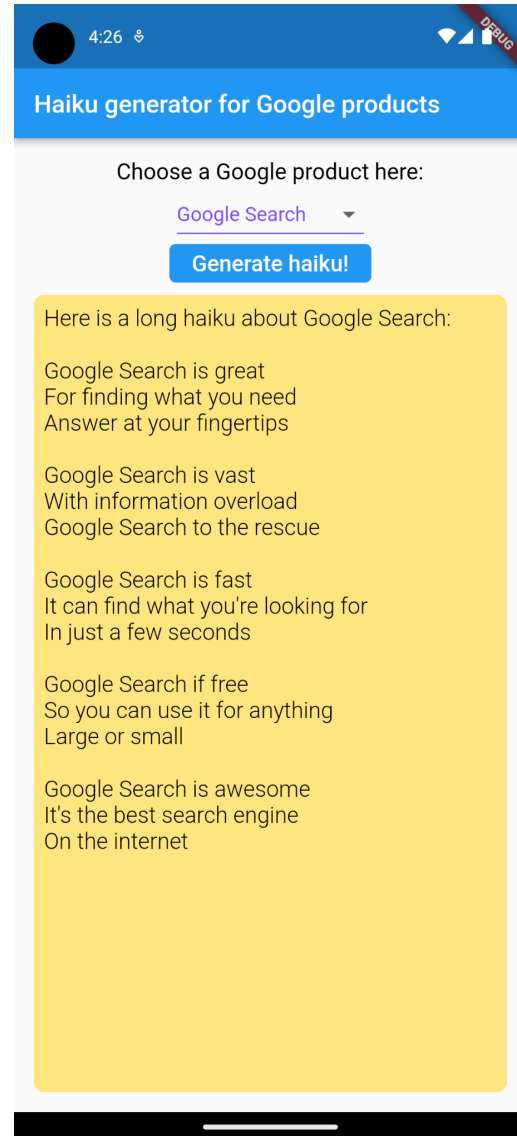 4:26
DEBUG
Haiku generator for Google products
Choose a Google product here:
Google Search
Generate haiku!
Here is a long haiku about Google Search:
Google Search is great
For finding what you need
Answer at your fingertips
Google Search is vast
With information overload
Google Search to the rescue
Google Search is fast
It can find what you're looking for
In just a few seconds
Google Search if free
So you can use it for anything
Large or small
Google Search is awesome
It's the best search engine
On the internet